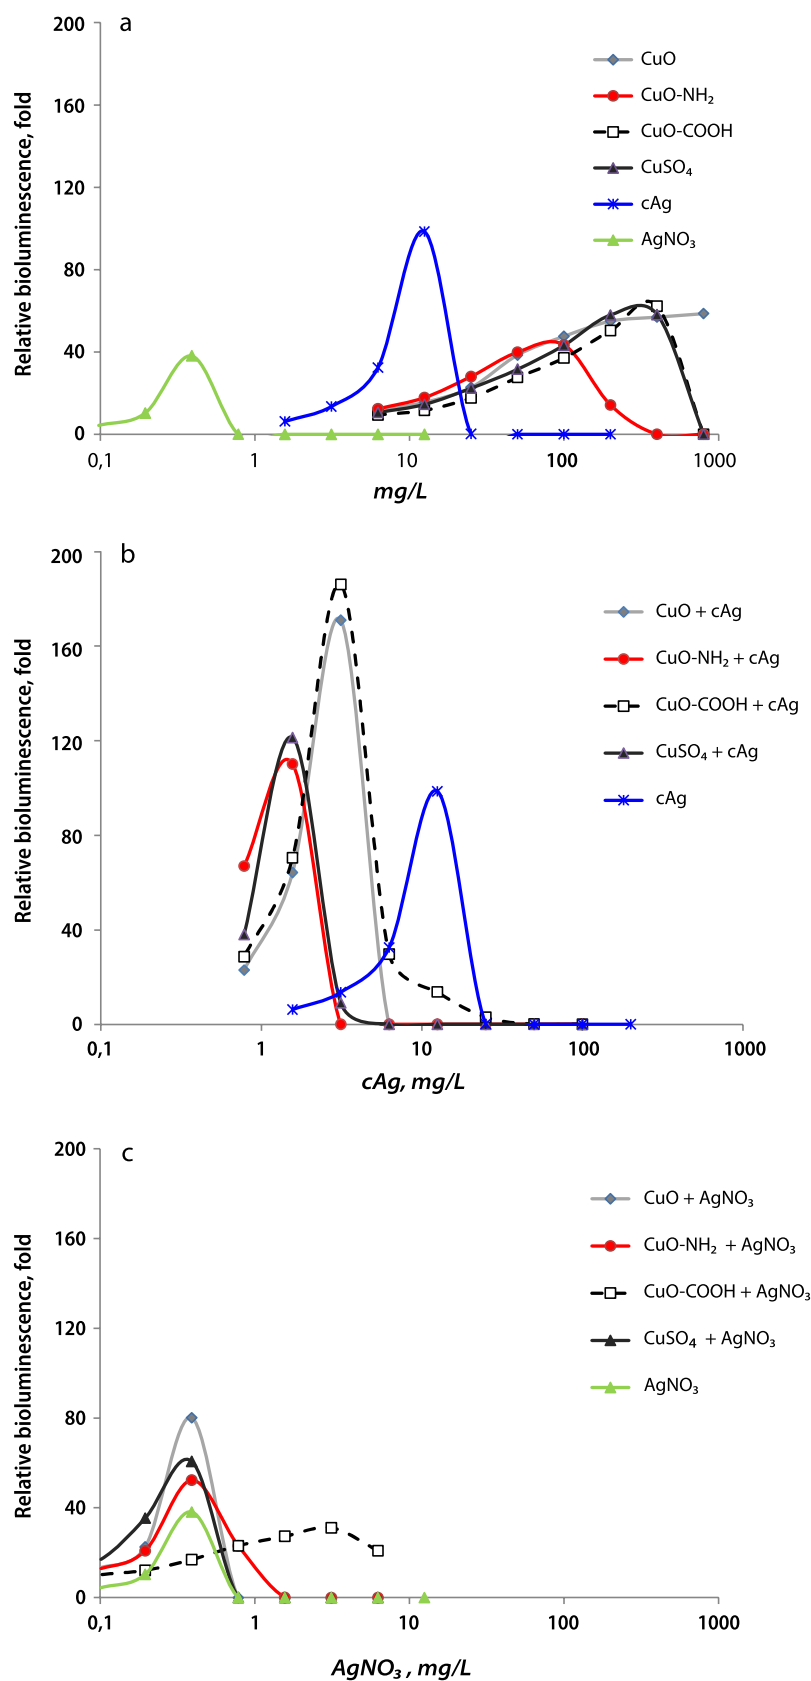 a
200
160
120
80
40
0
0,1
1
10
100
1000
Relative bioluminescence, fold
mg/L
CuO
CuO-NH₂
CuO-COOH
CuSO₄
cAg
AgNO₃
b
200
160
120
80
40
0
0,1
1
10
100
1000
Relative bioluminescence, fold
cAg, mg/L
CuO + cAg
CuO-NH₂ + cAg
CuO-COOH + cAg
CuSO₄ + cAg
cAg
c
200
160
120
80
40
0
0,1
1
10
100
1000
Relative bioluminescence, fold
AgNO₃ , mg/L
CuO + AgNO₃
CuO-NH₂ + AgNO₃
CuO-COOH + AgNO₃
CuSO₄ + AgNO₃
AgNO₃